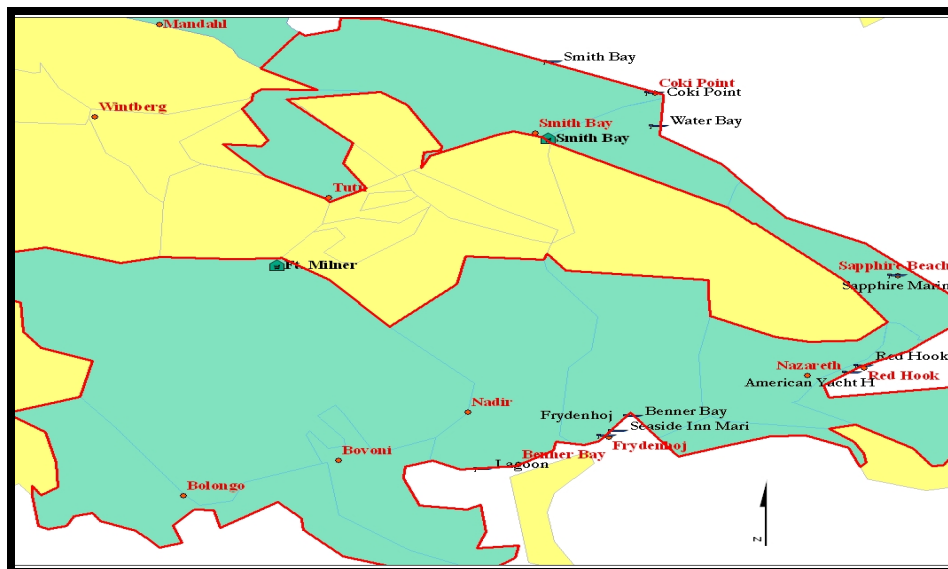 Mandahl
Smith Bay
Coki Point
Coki Point
Wintberg
Water Bay
Smith Bay
Smith Bay
Tutu
Ft. Milner
Sapphire Beach
Sapphire Marin
Red Hook
Nazareth
Red Hook
American Yacht H
Nadir
Frydenhoj
Benner Bay
Seaside Inn Mari
Frydenhoj
Bovoni
Benner Bay
Lagoon
Bolongo
N